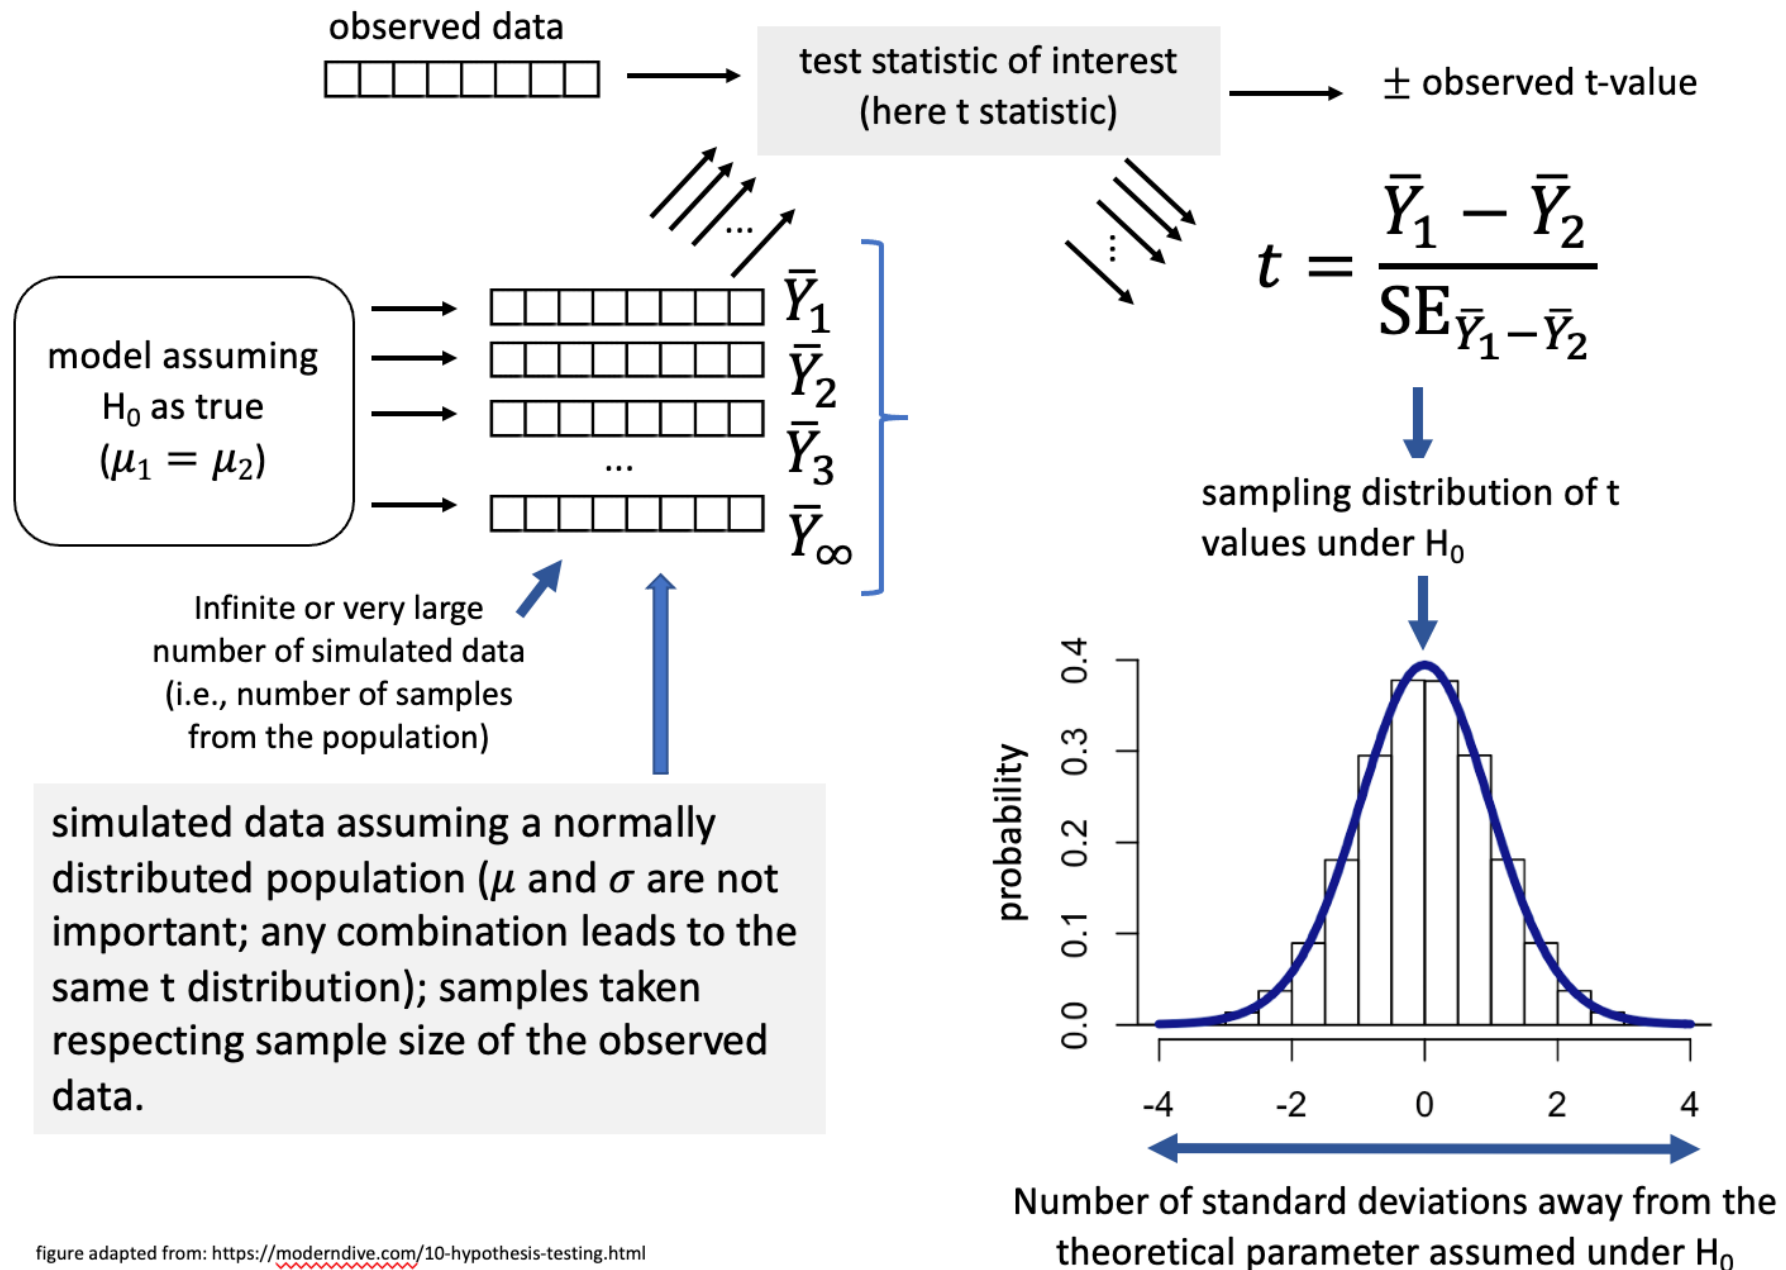 observed data
test statistic of interest
(here t statistic)
± observed t-value
t = (Ȳ₁ − Ȳ₂) / SE_{Ȳ₁−Ȳ₂}
...
⋮
model assuming
H₀ as true
(μ₁ = μ₂)
Ȳ₁
Ȳ₂
Ȳ₃
...
Ȳ∞
sampling distribution of t
values under H₀
Infinite or very large
number of simulated data
(i.e., number of samples
from the population)
simulated data assuming a normally
distributed population (μ and σ are not
important; any combination leads to the
same t distribution); samples taken
respecting sample size of the observed
data.
probability
0.4
0.3
0.2
0.1
0.0
-4 -2 0 2 4
Number of standard deviations away from the
theoretical parameter assumed under H₀
figure adapted from: https://moderndive.com/10-hypothesis-testing.html